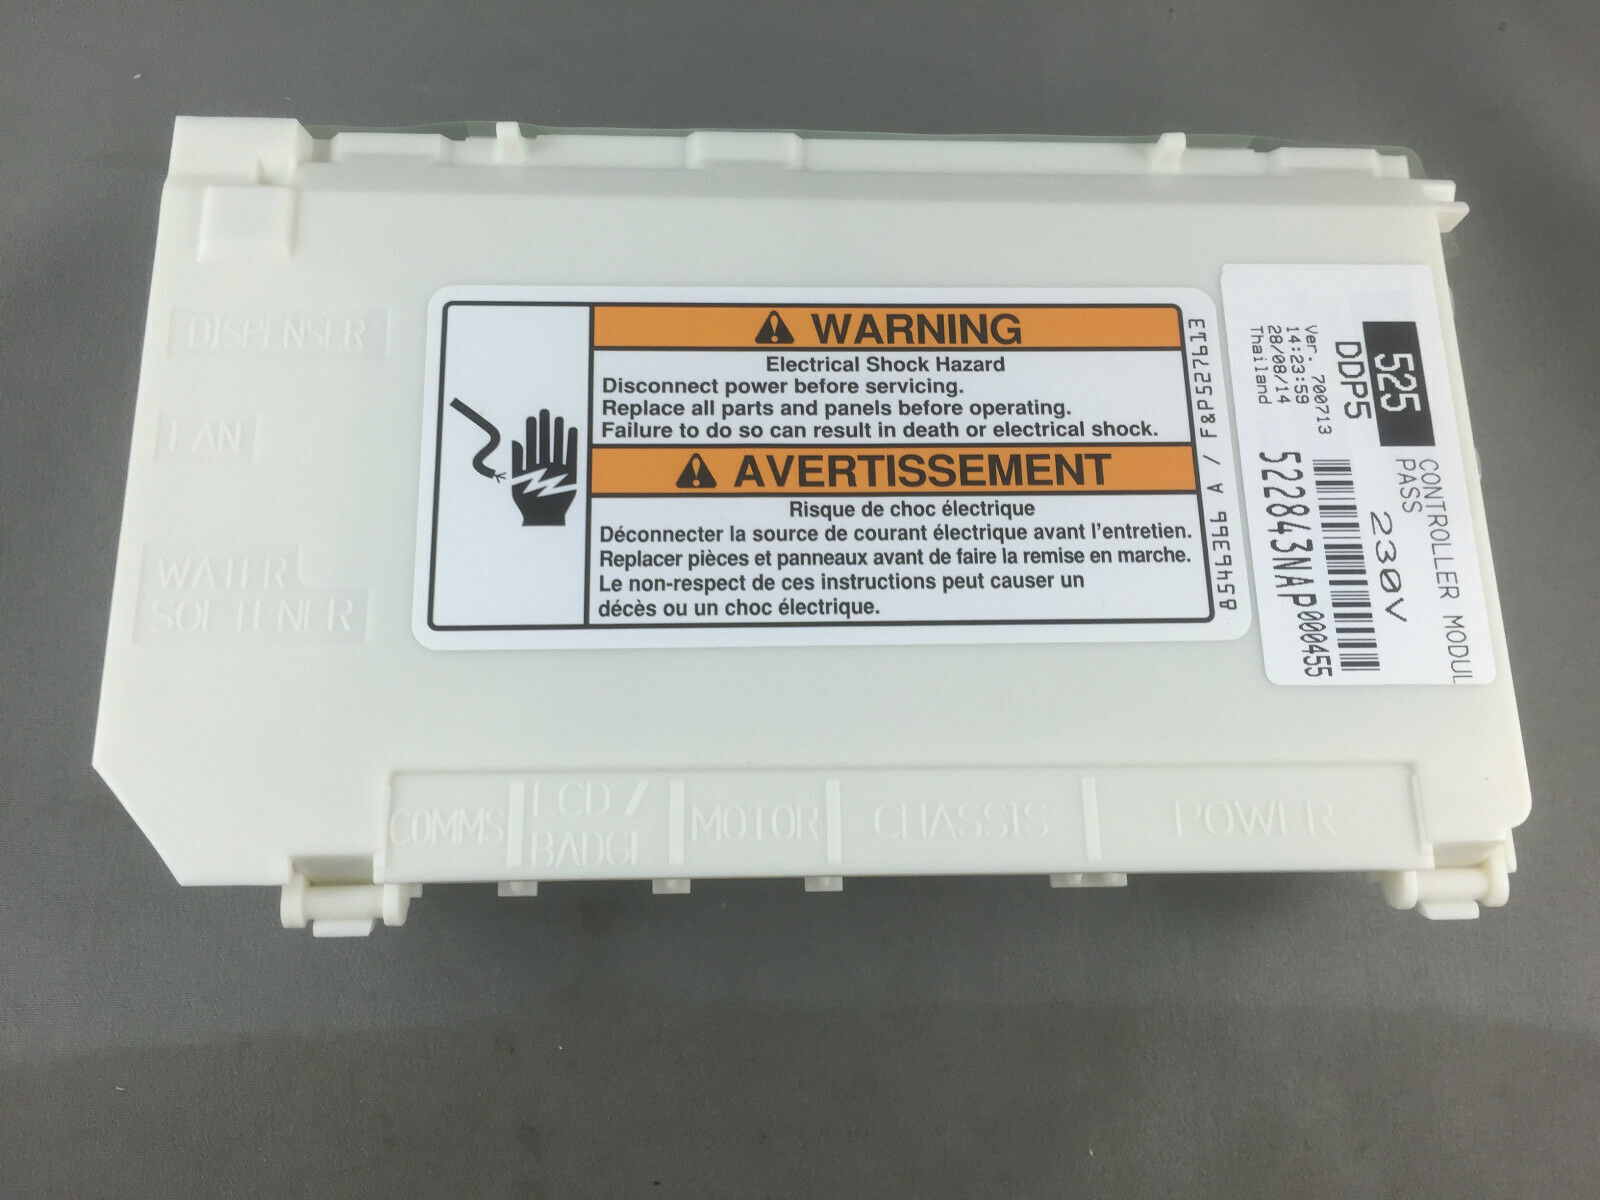 DISPENSER
FAN
WATER
SOFTENER
WARNING
Electrical Shock Hazard
Disconnect power before servicing.
Replace all parts and panels before operating.
Failure to do so can result in death or electrical shock.
AVERTISSEMENT
Risque de choc électrique
Déconnecter la source de courant électrique avant l'entretien.
Replacer pièces et panneaux avant de faire la remise en marche.
Le non-respect de ces instructions peut causer un
décès ou un choc électrique.
8546366 A / F&P527613
525
DDP5
Ver. 700713
14:23:59
28/08/14
Thailand
CONTROLLER MODUL
PASS
230V
522843NAP000455
COMMS
LCD /
BADGE
MOTOR
CHASSIS
POWER